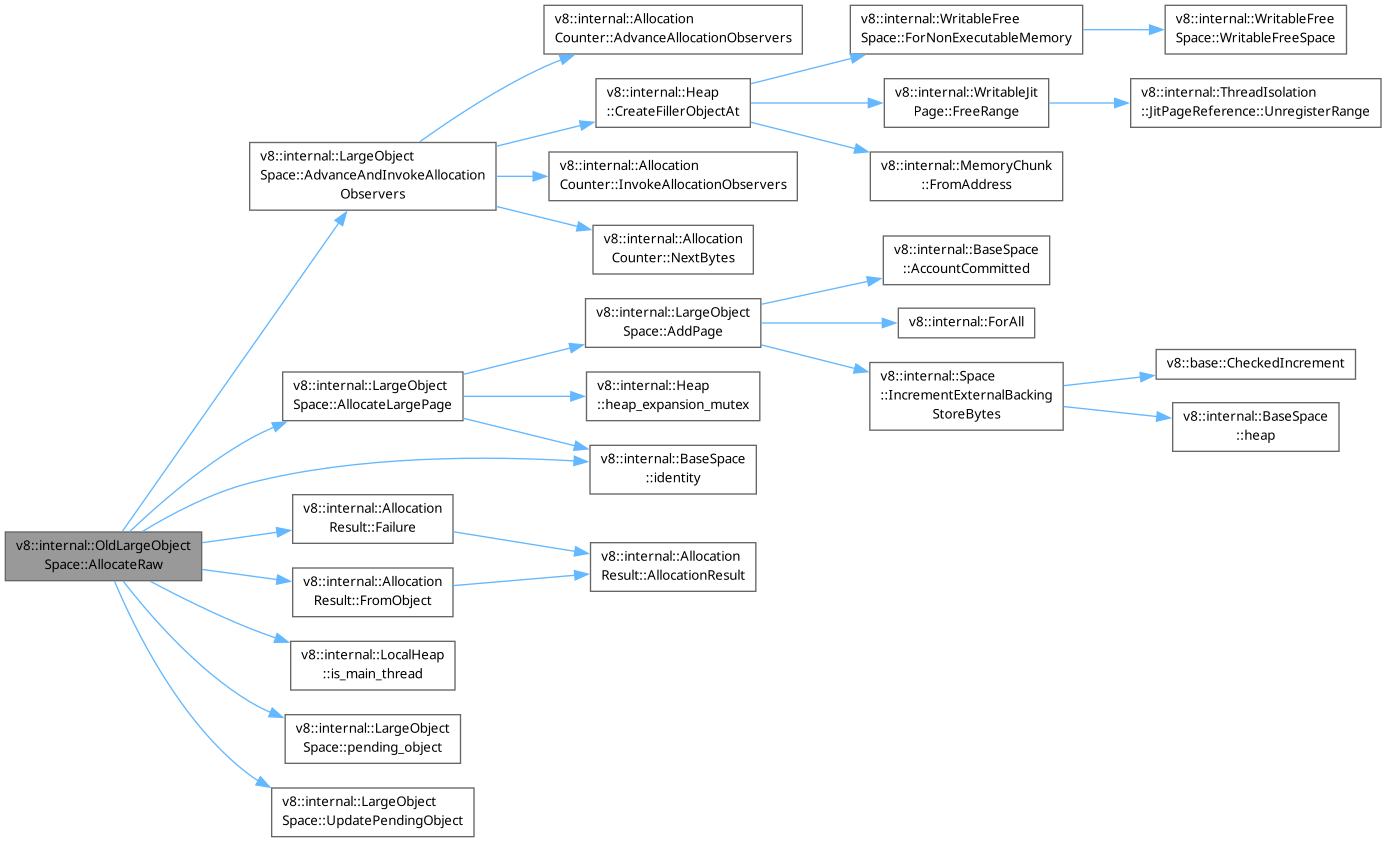 v8::internal::OldLargeObject
Space::AllocateRaw
v8::internal::LargeObject
Space::AdvanceAndInvokeAllocation
Observers
v8::internal::Allocation
Counter::AdvanceAllocationObservers
v8::internal::Heap
::CreateFillerObjectAt
v8::internal::WritableFree
Space::ForNonExecutableMemory
v8::internal::WritableFree
Space::WritableFreeSpace
v8::internal::WritableJit
Page::FreeRange
v8::internal::ThreadIsolation
::JitPageReference::UnregisterRange
v8::internal::MemoryChunk
::FromAddress
v8::internal::Allocation
Counter::InvokeAllocationObservers
v8::internal::Allocation
Counter::NextBytes
v8::internal::LargeObject
Space::AllocateLargePage
v8::internal::LargeObject
Space::AddPage
v8::internal::BaseSpace
::AccountCommitted
v8::internal::ForAll
v8::internal::Space
::IncrementExternalBacking
StoreBytes
v8::base::CheckedIncrement
v8::internal::BaseSpace
::heap
v8::internal::Heap
::heap_expansion_mutex
v8::internal::BaseSpace
::identity
v8::internal::Allocation
Result::Failure
v8::internal::Allocation
Result::AllocationResult
v8::internal::Allocation
Result::FromObject
v8::internal::LocalHeap
::is_main_thread
v8::internal::LargeObject
Space::pending_object
v8::internal::LargeObject
Space::UpdatePendingObject